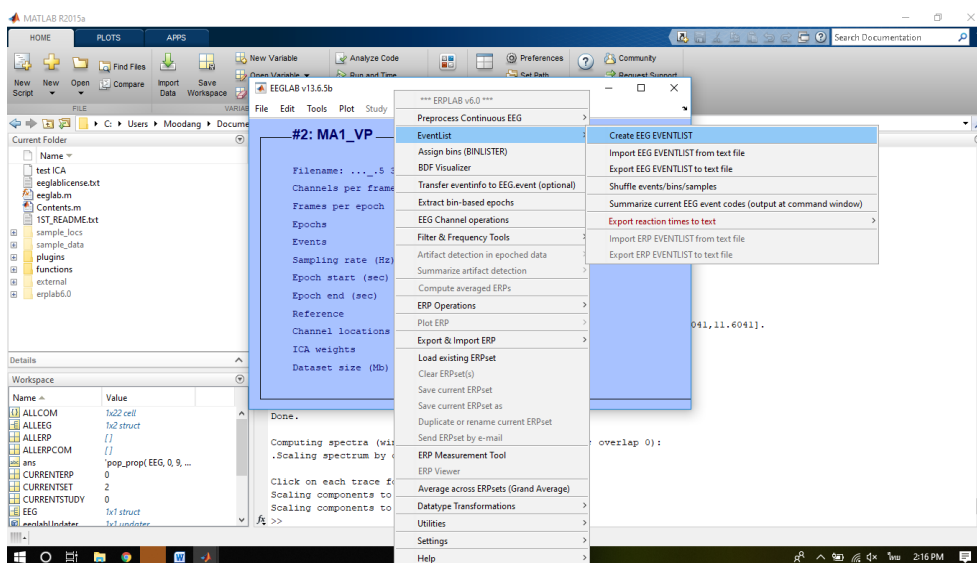 MATLAB R2015a
HOME PLOTS APPS
Search Documentation
New Script
New
Open
Find Files
Compare
Import Data
Save Workspace
New Variable
Open Variable
Analyze Code
Run and Time
Preferences
Set Path
Community
Request Support
FILE
VARIAB
C: Users Moodang Docume
Current Folder
Name
test ICA
eeglablicense.txt
eeglab.m
Contents.m
1ST_README.txt
sample_locs
sample_data
plugins
functions
external
erplab6.0
Details
Workspace
Name Value
ALLCOM 1x22 cell
ALLEEG 1x2 struct
ALLERP []
ALLERPCOM []
ans 'pop_prop( EEG, 0, 9, ...
CURRENTERP 0
CURRENTSET 2
CURRENTSTUDY 0
EEG 1x1 struct
eeglabUpdater 1x1 updater
EEGLAB v13.6.5b
File Edit Tools Plot Study
#2: MA1_VP
Filename: ..._.5 3
Channels per frame
Frames per epoch
Epochs
Events
Sampling rate (Hz)
Epoch start (sec)
Epoch end (sec)
Reference
Channel locations
ICA weights
Dataset size (Mb)
*** ERPLAB v6.0 ***
Preprocess Continuous EEG
EventList
Assign bins (BINLISTER)
BDF Visualizer
Transfer eventinfo to EEG.event (optional)
Extract bin-based epochs
EEG Channel operations
Filter & Frequency Tools
Artifact detection in epoched data
Summarize artifact detection
Compute averaged ERPs
ERP Operations
Plot ERP
Export & Import ERP
Load existing ERPset
Clear ERPset(s)
Save current ERPset
Save current ERPset as
Duplicate or rename current ERPset
Send ERPset by e-mail
ERP Measurement Tool
ERP Viewer
Average across ERPsets (Grand Average)
Datatype Transformations
Utilities
Settings
Help
Create EEG EVENTLIST
Import EEG EVENTLIST from text file
Export EEG EVENTLIST to text file
Shuffle events/bins/samples
Summarize current EEG event codes (output at command window)
Export reaction times to text
Import ERP EVENTLIST from text file
Export ERP EVENTLIST to text file
041,11.6041].
Done.
Computing spectra (wi overlap 0):
.Scaling spectrum by
Click on each trace fo
Scaling components to
Scaling components to
fx >>
ไทย 2:16 PM